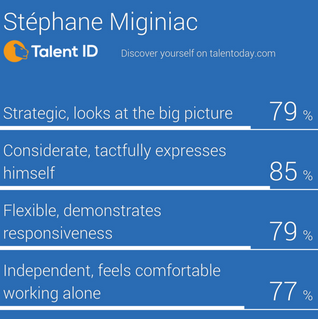 Stéphane Miginiac
Talent ID
Discover yourself on talentoday.com
Strategic, looks at the big picture 79 %
Considerate, tactfully expresses
himself 85 %
Flexible, demonstrates
responsiveness 79 %
Independent, feels comfortable
working alone 77 %